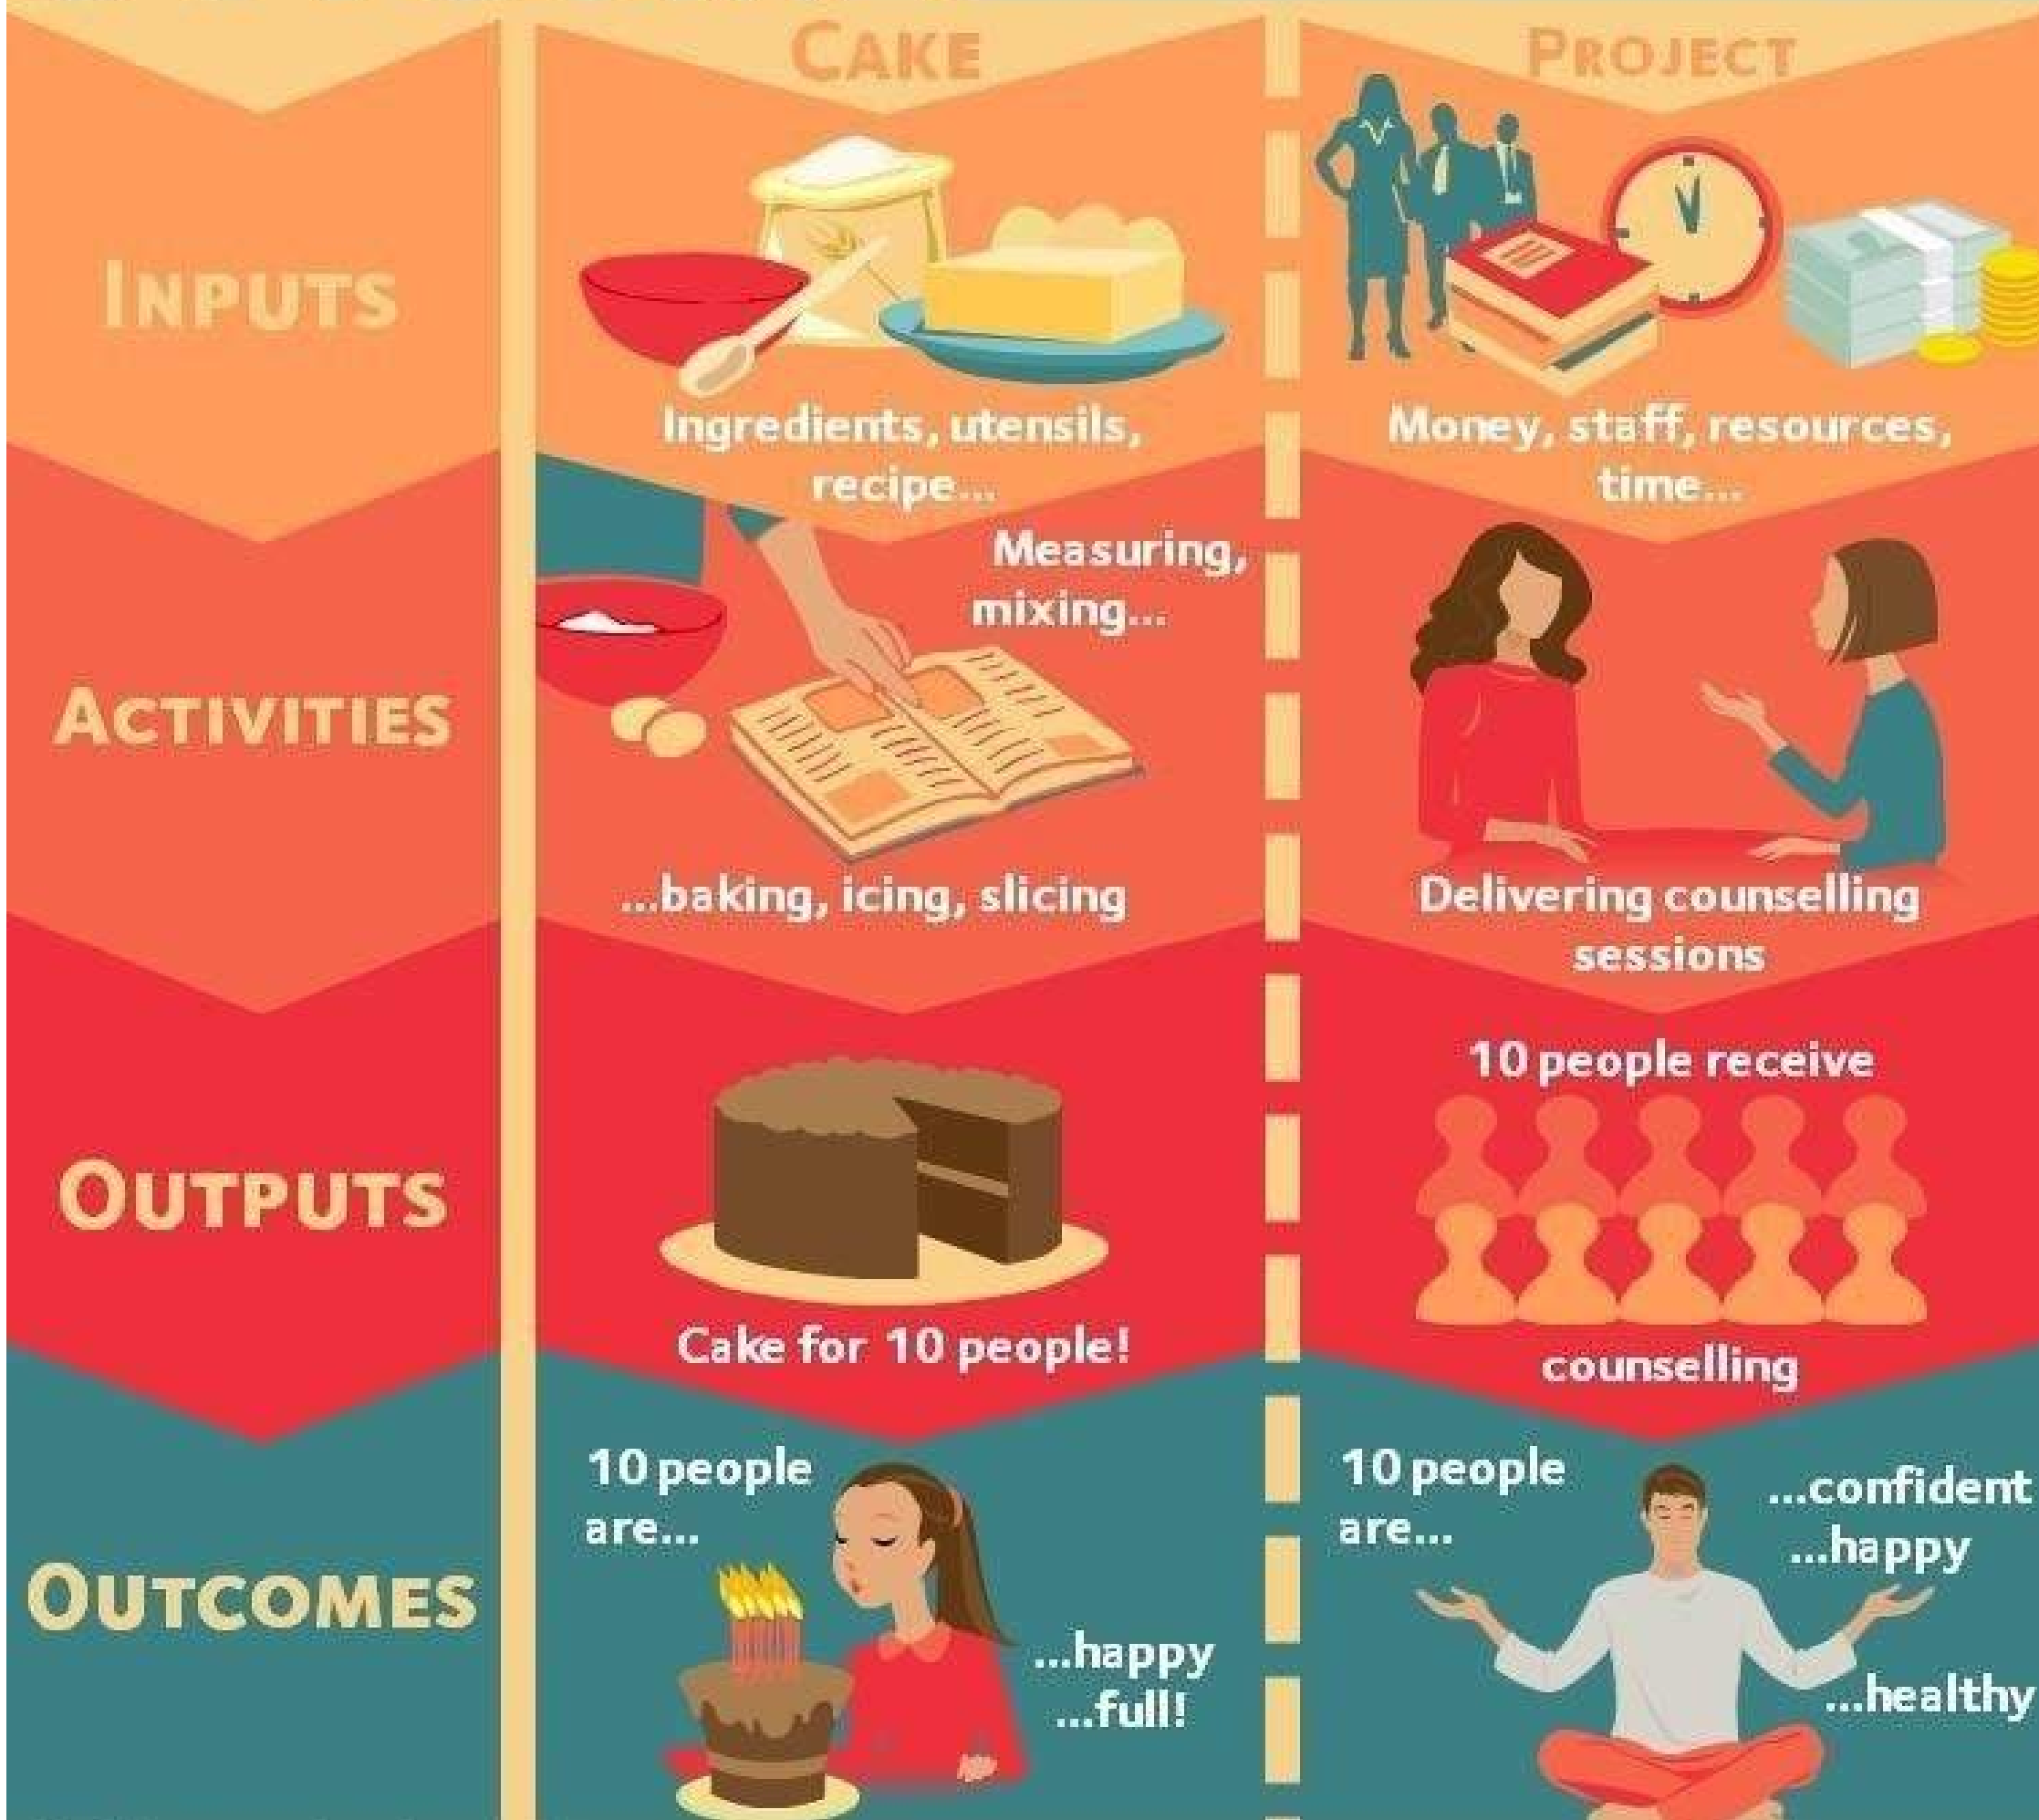 CAKE
PROJECT
INPUTS
Ingredients, utensils,
recipe...
Money, staff, resources,
time...
ACTIVITIES
Measuring,
mixing...
...baking, icing, slicing
Delivering counselling
sessions
OUTPUTS
Cake for 10 people!
10 people receive
counselling
OUTCOMES
10 people
are...
...happy
...full!
10 people
are...
...confident
...happy
...healthy